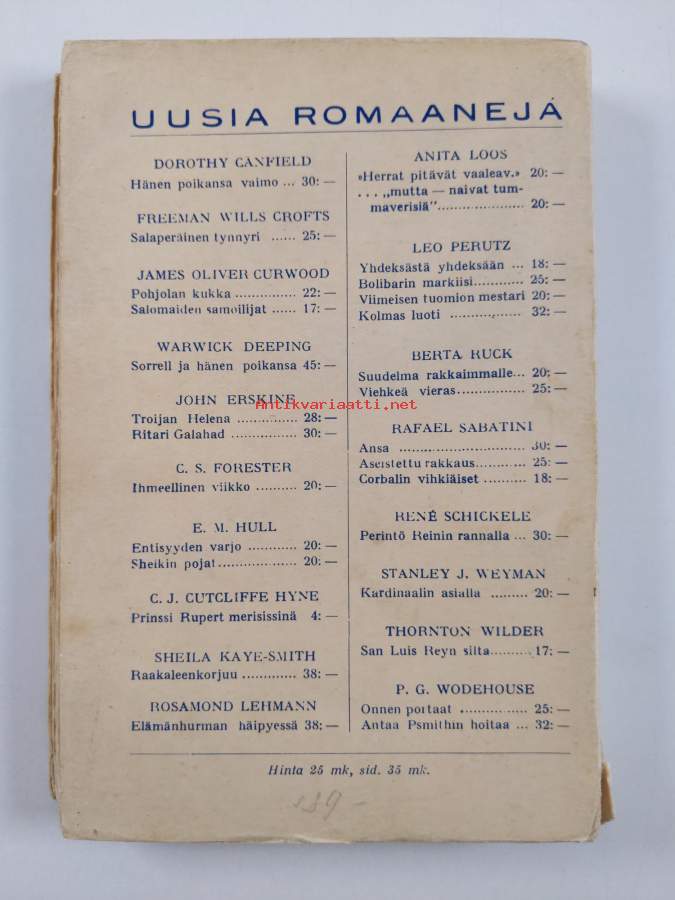 UUSIA ROMAANEJA
DOROTHY CANFIELD
Hänen poikansa vaimo ... 30: —
FREEMAN WILLS CROFTS
Salaperäinen tynnyri ...... 25: —
JAMES OLIVER CURWOOD
Pohjolan kukka ............... 22: —
Salomaiden samoilijat ...... 17: —
WARWICK DEEPING
Sorrell ja hänen poikansa 45: —
JOHN ERSKINE
Troijan Helena ............... 28: —
Ritari Galahad ............... 30: —
C. S. FORESTER
Ihmeellinen viikko .......... 20: —
E. M. HULL
Entisyyden varjo ............ 20: —
Sheikin pojat .................. 20: —
C. J. CUTCLIFFE HYNE
Prinssi Rupert merisissinä 4: —
SHEILA KAYE-SMITH
Raakaleenkorjuu ............ 38: —
ROSAMOND LEHMANN
Elämänhurman häipyessä 38: —
ANITA LOOS
»Herrat pitävät vaaleav.» 20: —
. . . „mutta — naivat tum-
maverisiä" ..................... 20: —
LEO PERUTZ
Yhdeksästä yhdeksään ... 18: —
Bolibarin markiisi ............ 25: —
Viimeisen tuomion mestari 20: —
Kolmas luoti .................. 32: —
BERTA RUCK
Suudelma rakkaimmalle... 20: —
Viehkeä vieras ............... 25: —
RAFAEL SABATINI
Ansa .............................. 30: —
Aseistettu rakkaus ............ 25: —
Corbalin vihkiäiset ......... 18: —
RENÉ SCHICKELE
Perintö Reinin rannalla ... 30: —
STANLEY J. WEYMAN
Kardinaalin asialla ......... 20: —
THORNTON WILDER
San Luis Reyn silta ......... 17: —
P. G. WODEHOUSE
Onnen portaat ............... 25: —
Antaa Psmithin hoitaa ... 32: —
Hinta 25 mk, sid. 35 mk.
Antikvariaatti.net